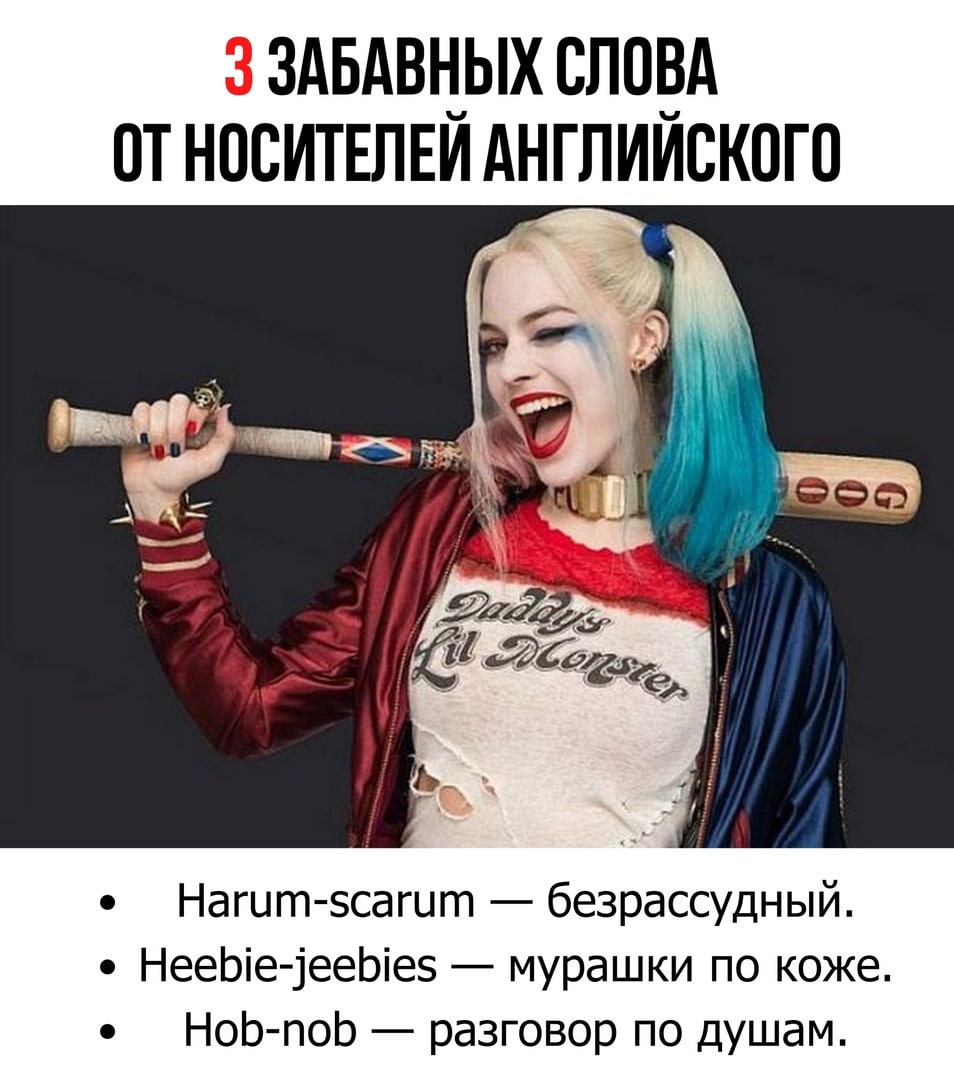 3 ЗАБАВНЫХ СЛОВА
ОТ НОСИТЕЛЕЙ АНГЛИЙСКОГО
GOOG
Daddy's
Lil Monster
• Harum-scarum — безрассудный.
• Heebie-jeebies — мурашки по коже.
• Hob-nob — разговор по душам.